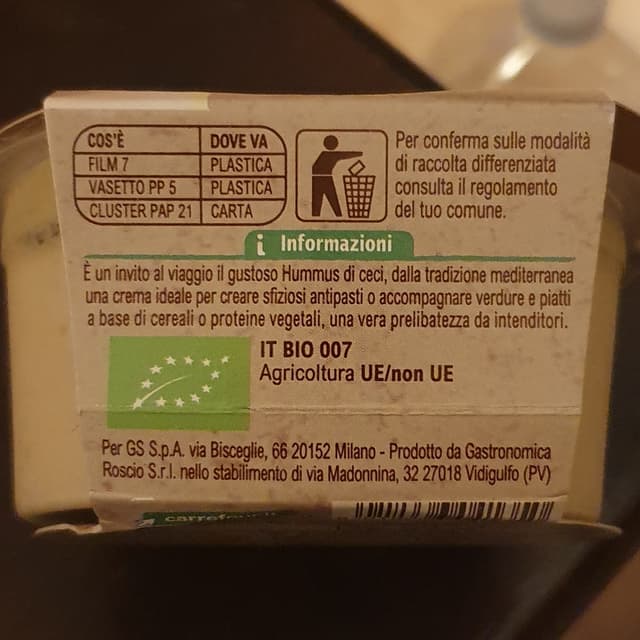 COS'È DOVE VA
FILM 7 PLASTICA
VASETTO PP 5 PLASTICA
CLUSTER PAP 21 CARTA
Per conferma sulle modalità
di raccolta differenziata
consulta il regolamento
del tuo comune.
i Informazioni
È un invito al viaggio il gustoso Hummus di ceci, dalla tradizione mediterranea
una crema ideale per creare sfiziosi antipasti o accompagnare verdure e piatti
a base di cereali o proteine vegetali, una vera prelibatezza da intenditori.
IT BIO 007
Agricoltura UE/non UE
Per GS S.p.A. via Bisceglie, 66 20152 Milano - Prodotto da Gastronomica
Roscio S.r.l. nello stabilimento di via Madonnina, 32 27018 Vidigulfo (PV)